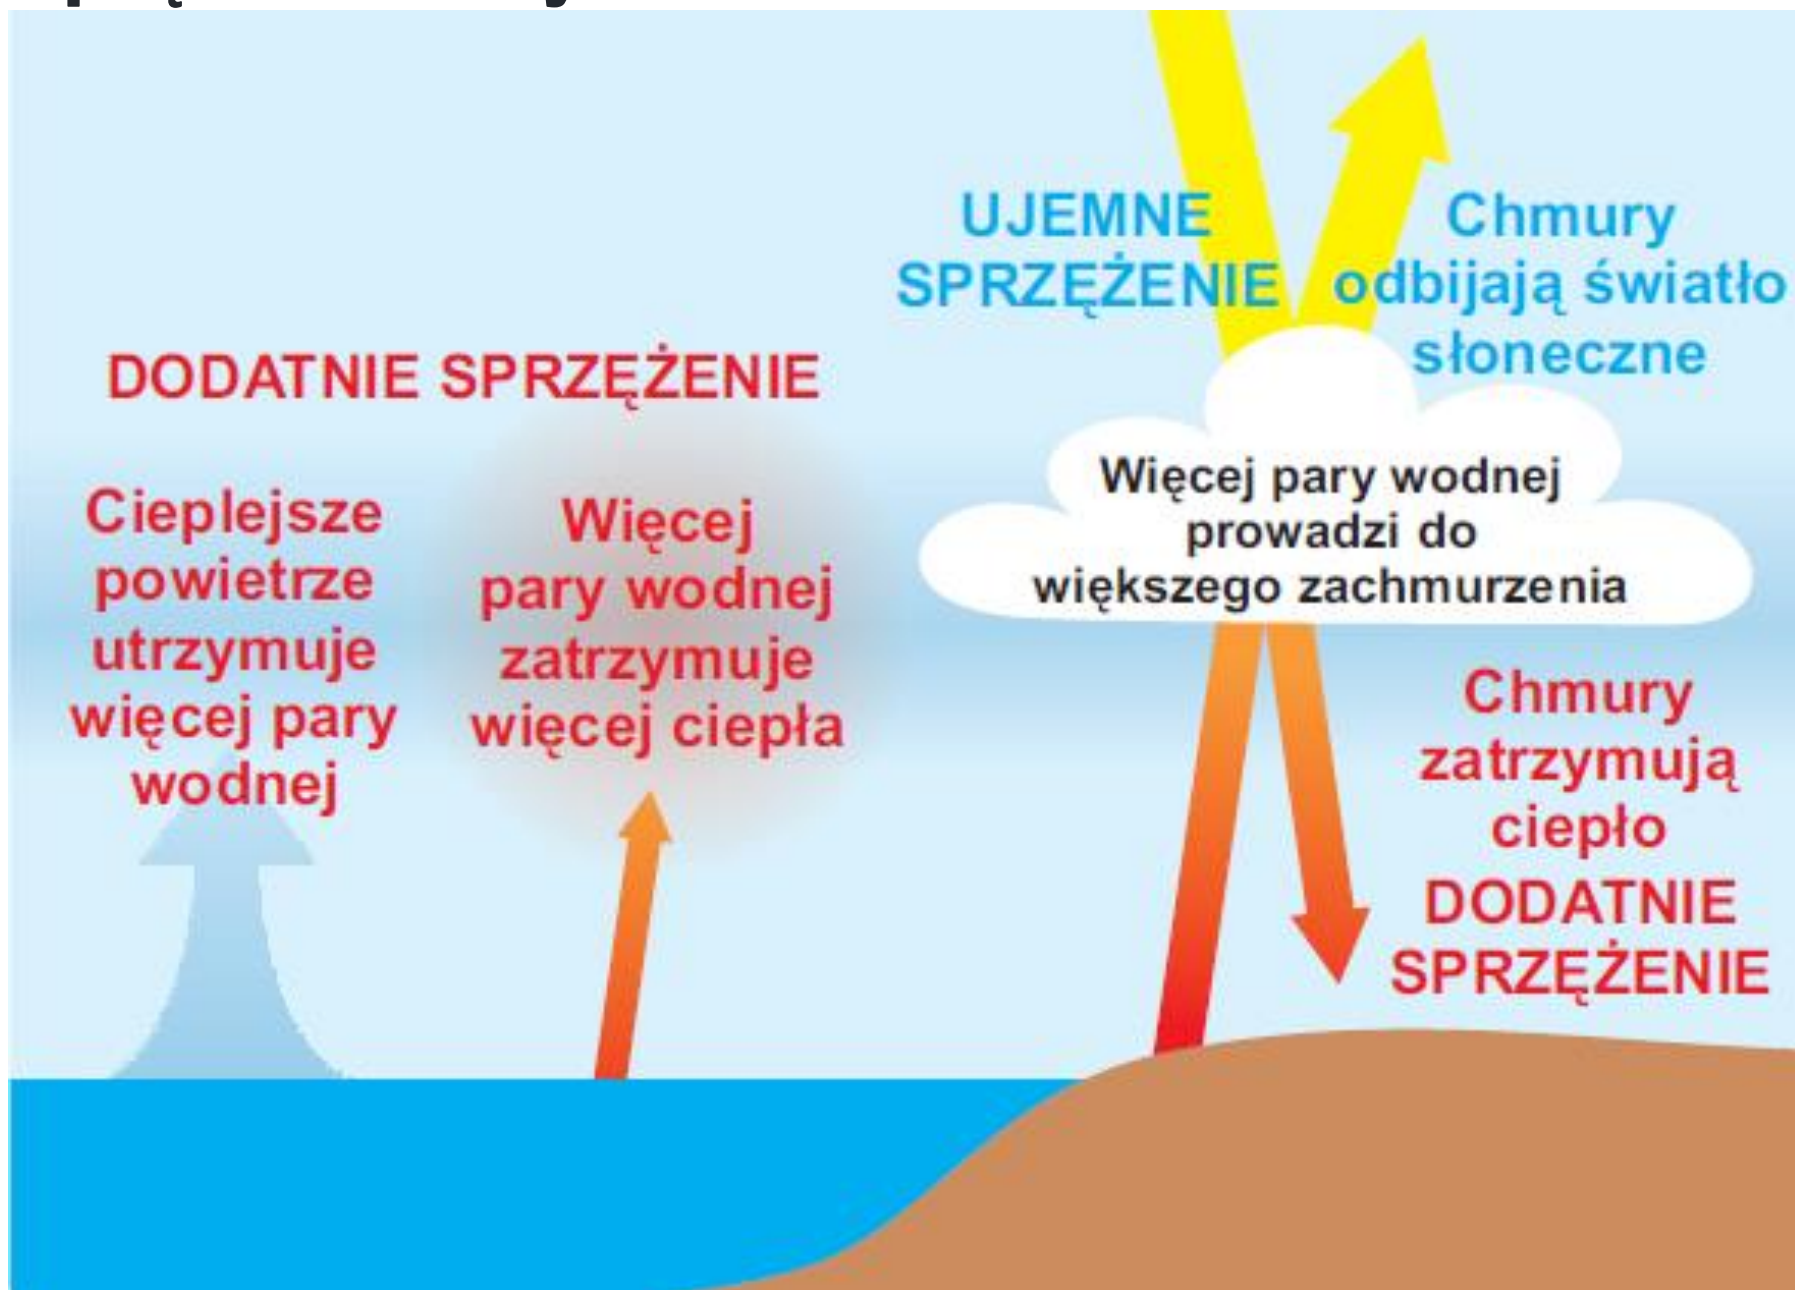 DODATNIE SPRZĘŻENIE
Cieplejsze
powietrze
utrzymuje
więcej pary
wodnej
Więcej
pary wodnej
zatrzymuje
więcej ciepła
UJEMNE
SPRZĘŻENIE
Chmury
odbijają światło
słoneczne
Więcej pary wodnej
prowadzi do
większego zachmurzenia
Chmury
zatrzymują
ciepło
DODATNIE
SPRZĘŻENIE